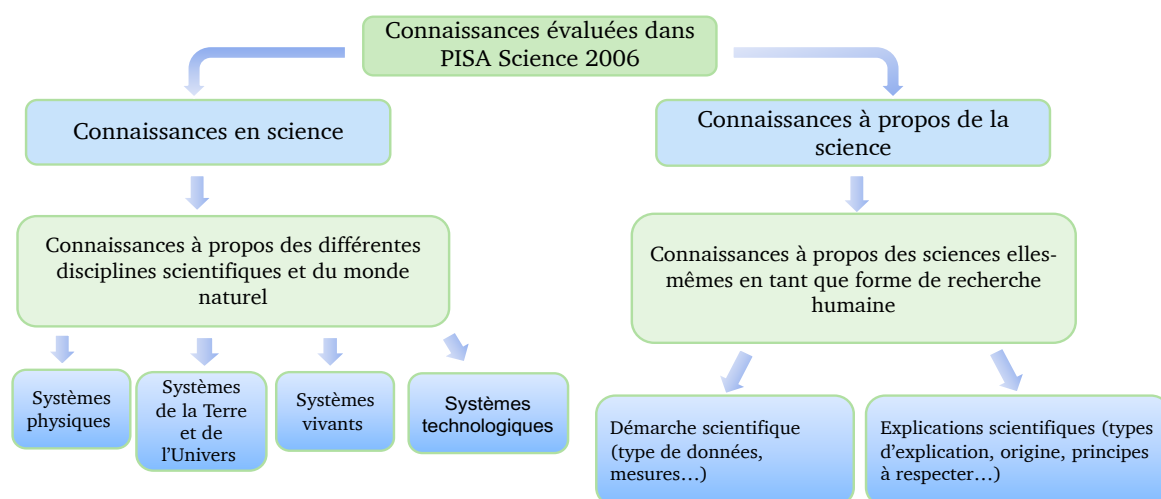 Connaissances évaluées dans
PISA Science 2006
Connaissances en science
Connaissances à propos de la
science
Connaissances à propos des différentes
disciplines scientifiques et du monde
naturel
Connaissances à propos des sciences elles-
mêmes en tant que forme de recherche
humaine
Systèmes
physiques
Systèmes
de la Terre
et de
l’Univers
Systèmes
vivants
Systèmes
technologiques
Démarche scientifique
(type de données,
mesures…)
Explications scientifiques (types
d’explication, origine, principes
à respecter…)